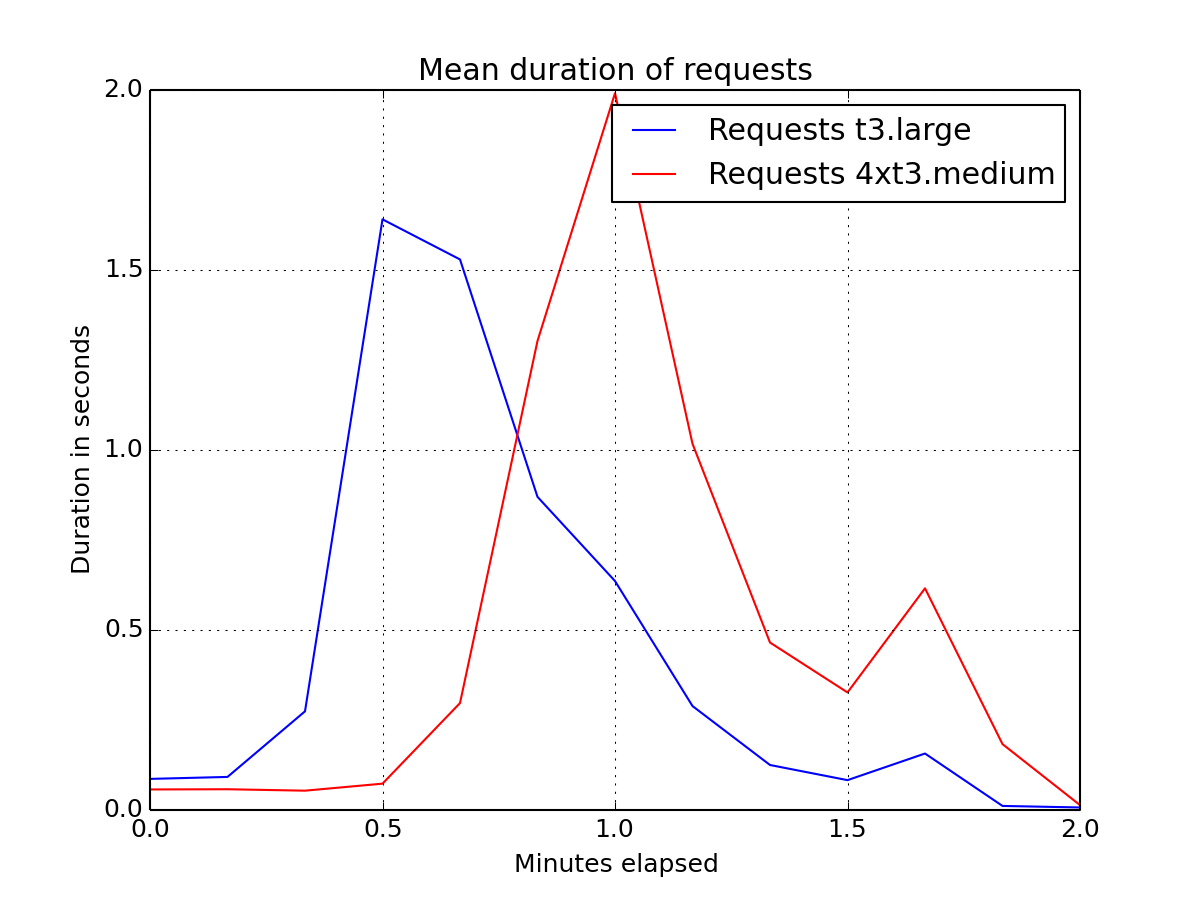 Mean duration of requests
2.0
Requests t3.large
Requests 4xt3.medium
1.5
1.0
Duration in seconds
0.5
0.0
0.0 0.5 1.0 1.5 2.0
Minutes elapsed